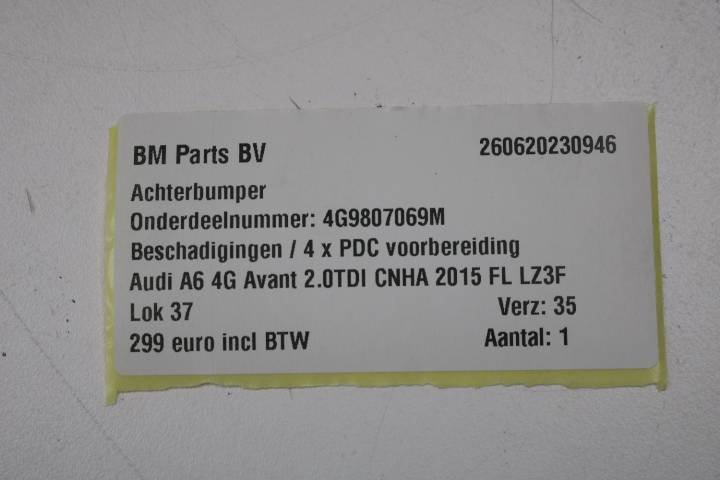 BM Parts BV 260620230946
Achterbumper
Onderdeelnummer: 4G9807069M
Beschadigingen / 4 x PDC voorbereiding
Audi A6 4G Avant 2.0TDI CNHA 2015 FL LZ3F
Lok 37 Verz: 35
299 euro incl BTW Aantal: 1